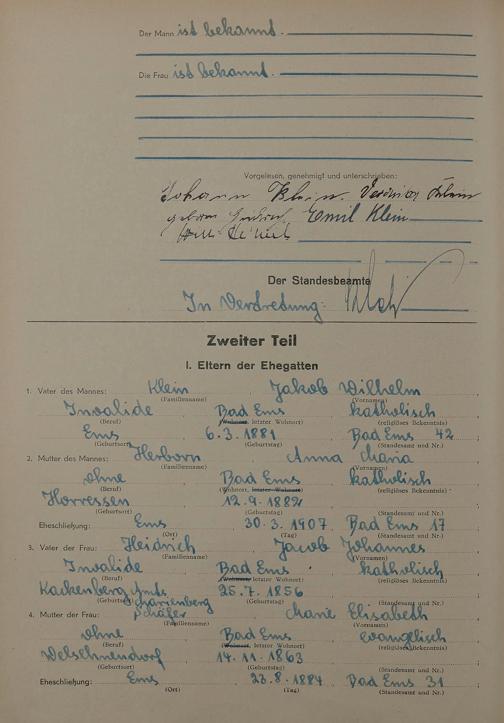 Der Mann ist bekannt.
Die Frau ist bekannt.
Vorgelesen, genehmigt und unterschrieben:
Johann Klein. Veronika Klein
geborene Heidrich Emil Klein
Der Standesbeamte
In Vertretung:
Zweiter Teil
I. Eltern der Ehegatten
1. Vater des Mannes: Klein, Jakob Wilhelm
(Familienname) (Vornamen)
Invalide Bad Ems katholisch
(Beruf) (Wohnort, letzter Wohnort) (religiöses Bekenntnis)
Ems 6.3.1881 Bad Ems 42
(Geburtsort) (Geburtstag) (Standesamt und Nr.)
2. Mutter des Mannes: Herborn, Anna Maria
(Familienname) (Vornamen)
ohne Bad Ems katholisch
(Beruf) (Wohnort, letzter Wohnort) (religiöses Bekenntnis)
Horressen 12.9.1882
(Geburtsort) (Geburtstag) (Standesamt und Nr.)
Eheschließung: Ems 30.3.1907. Bad Ems 17
(Ort) (Tag) (Standesamt und Nr.)
3. Vater der Frau: Heidrich, Jacob Johannes
(Familienname) (Vornamen)
Invalide Bad Ems katholisch
(Beruf) (Wohnort, letzter Wohnort) (religiöses Bekenntnis)
Kackenberg Amts 25.7.1856
(Geburtsort) Marienberg (Geburtstag) (Standesamt und Nr.)
4. Mutter der Frau: Schäfer, Marie Elisabeth
(Familienname) (Vornamen)
ohne Bad Ems evangelisch
(Beruf) (Wohnort, letzter Wohnort) (religiöses Bekenntnis)
14.11.1863
(Geburtsort) (Geburtstag) (Standesamt und Nr.)
Eheschließung: Ems 23.8.1884 Bad Ems 31
(Ort) (Tag) (Standesamt und Nr.)